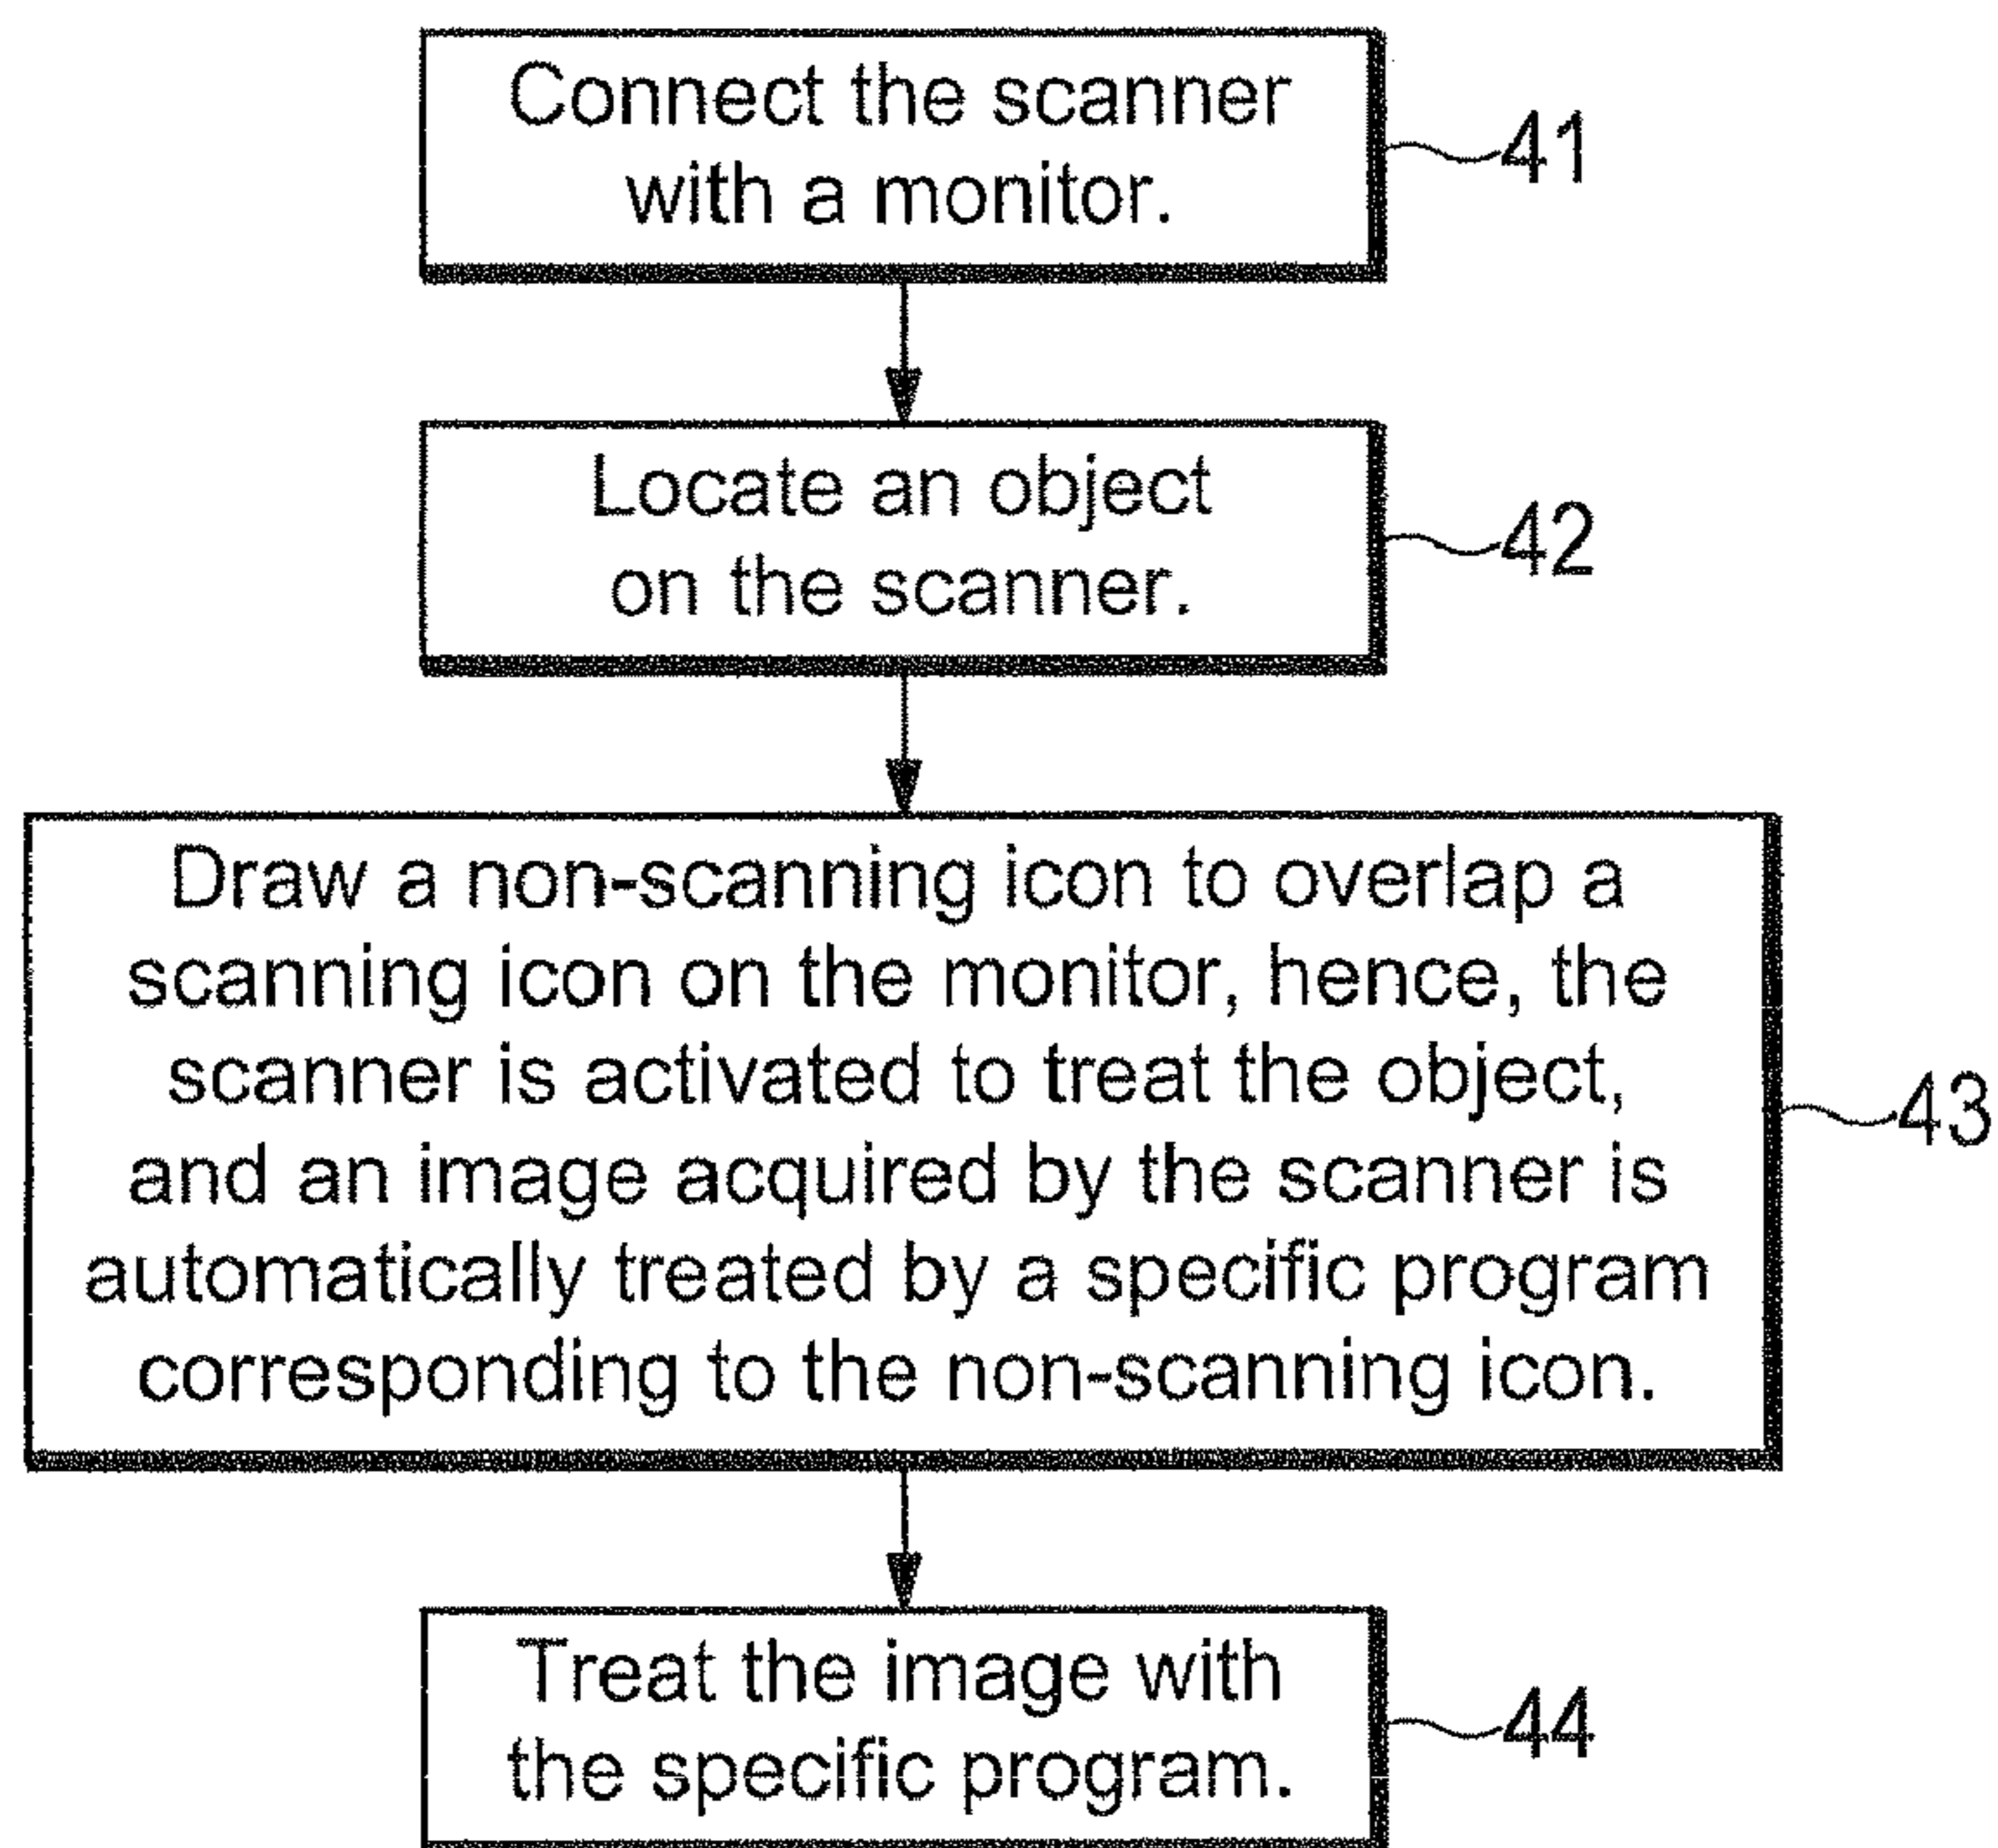 Connect the scanner
with a monitor.
41
Locate an object
on the scanner.
42
Draw a non-scanning icon to overlap a
scanning icon on the monitor, hence, the
scanner is activated to treat the object,
and an image acquired by the scanner is
automatically treated by a specific program
corresponding to the non-scanning icon.
43
Treat the image with
the specific program.
44